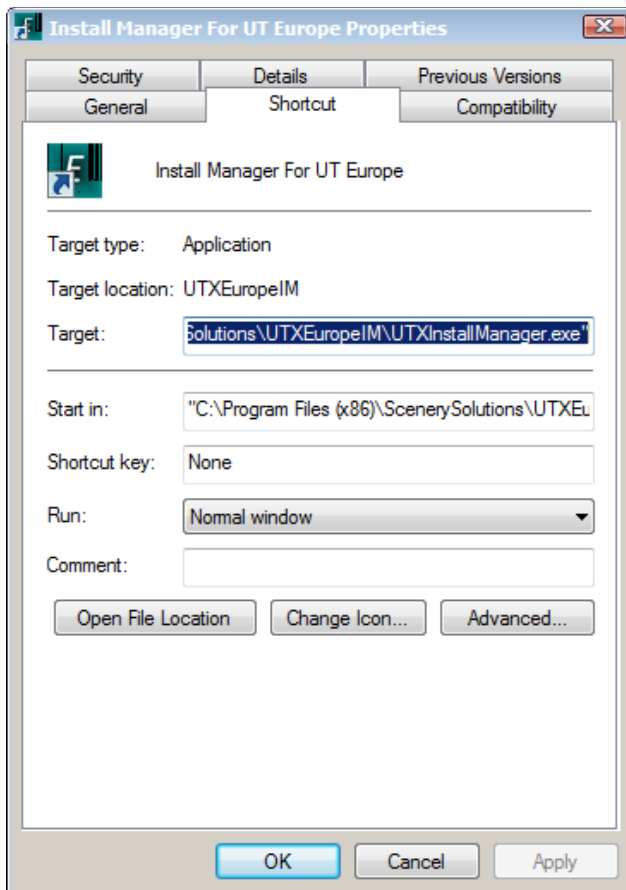 Install Manager For UT Europe Properties
Security Details Previous Versions
General Shortcut Compatibility
Install Manager For UT Europe
Target type: Application
Target location: UTXEuropeIM
Target: Solutions\UTXEuropeIM\UTXInstallManager.exe"
Start in: "C:\Program Files (x86)\ScenerySolutions\UTXEu
Shortcut key: None
Run: Normal window
Comment:
Open File Location Change Icon... Advanced...
OK Cancel Apply